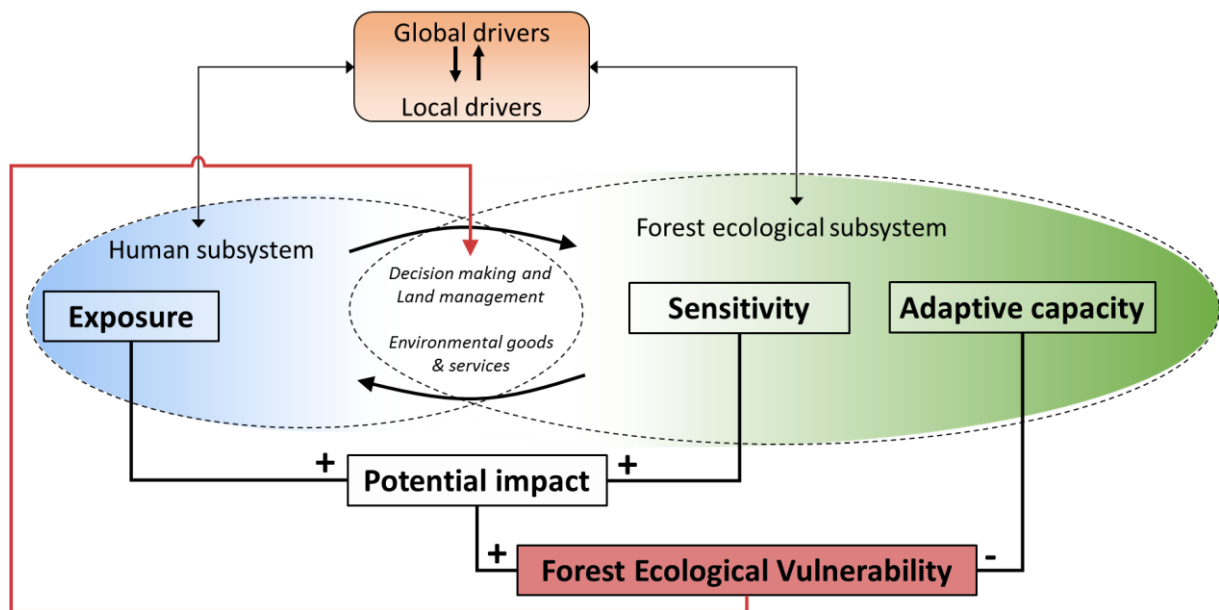 Global drivers
Local drivers
Human subsystem
Forest ecological subsystem
Decision making and
Land management
Environmental goods
& services
Exposure
Sensitivity
Adaptive capacity
+
Potential impact
+
+
Forest Ecological Vulnerability
-